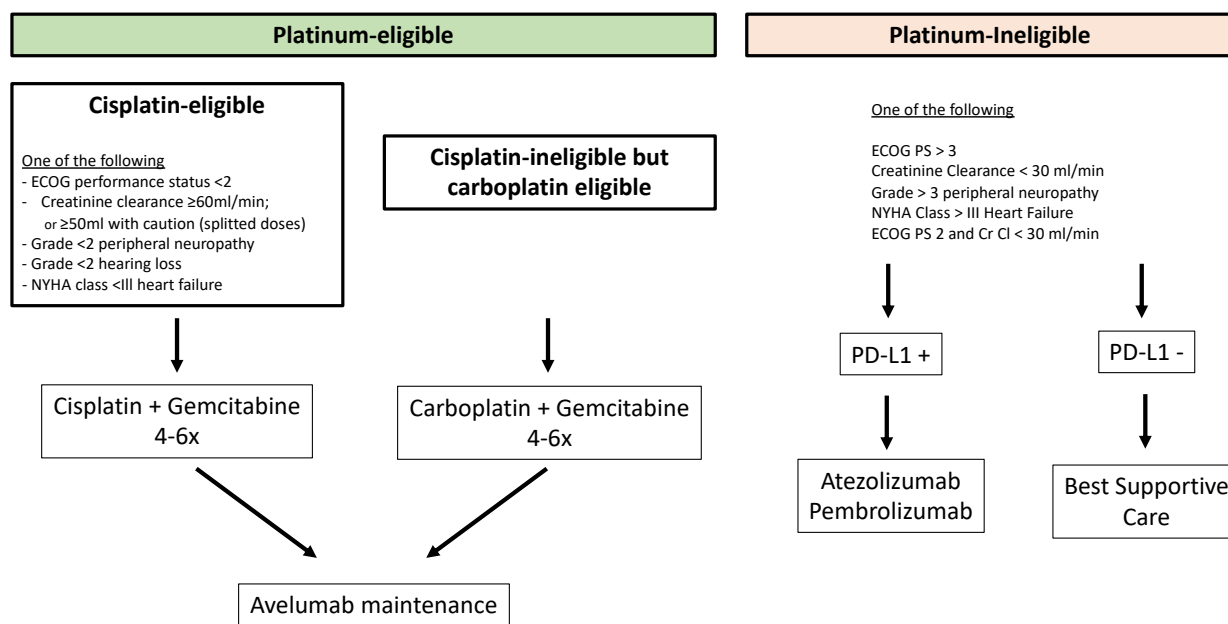 Platinum-eligible
Cisplatin-eligible
One of the following
- ECOG performance status <2
- Creatinine clearance ≥60ml/min;
or ≥50ml with caution (splitted doses)
- Grade <2 peripheral neuropathy
- Grade <2 hearing loss
- NYHA class <III heart failure
Cisplatin-ineligible but
carboplatin eligible
Cisplatin + Gemcitabine
4-6x
Carboplatin + Gemcitabine
4-6x
Avelumab maintenance
Platinum-Ineligible
One of the following
ECOG PS > 3
Creatinine Clearance < 30 ml/min
Grade > 3 peripheral neuropathy
NYHA Class > III Heart Failure
ECOG PS 2 and Cr Cl < 30 ml/min
PD-L1 +
PD-L1 -
Atezolizumab
Pembrolizumab
Best Supportive
Care